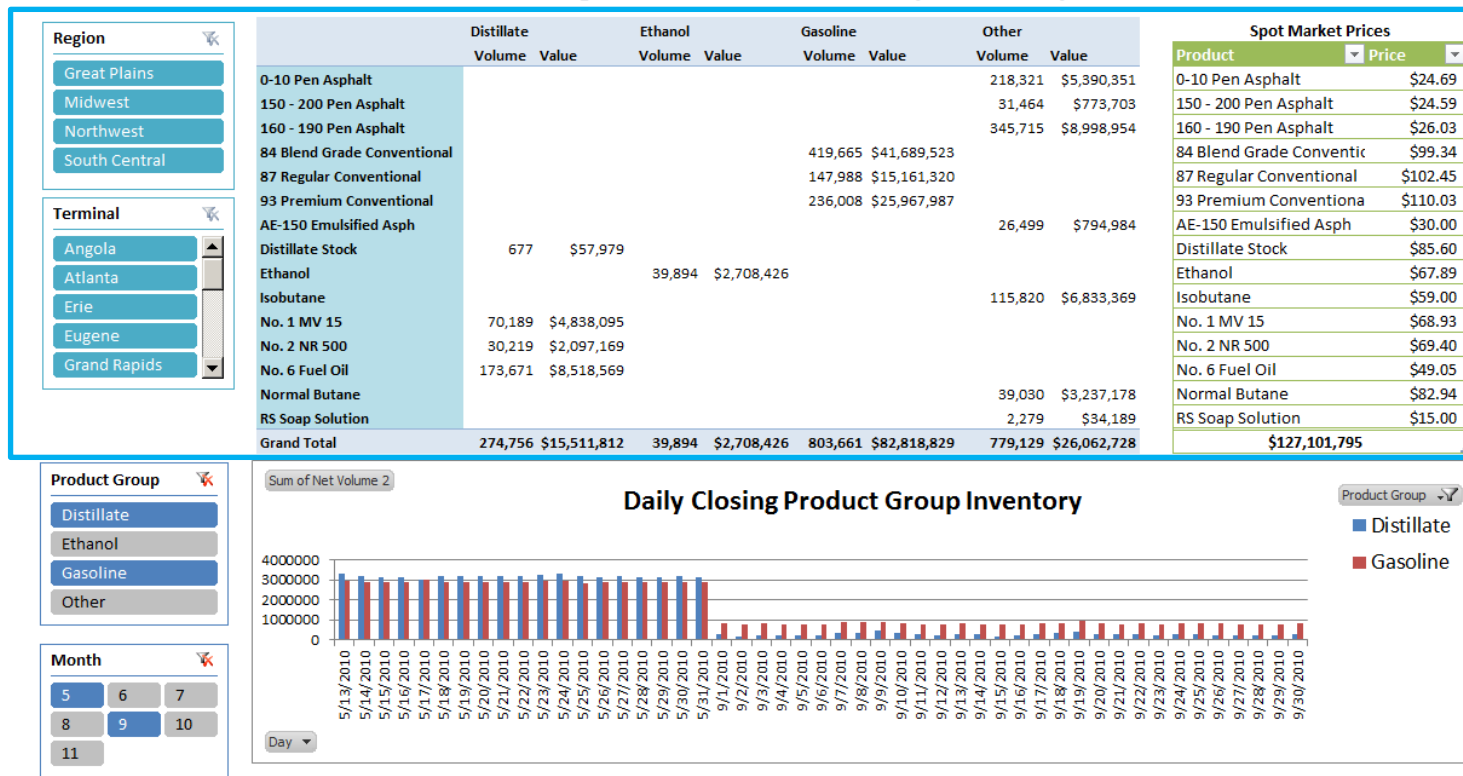 Region
Great Plains
Midwest
Northwest
South Central
Terminal
Angola
Atlanta
Erie
Eugene
Grand Rapids
Distillate Ethanol Gasoline Other
Volume Value Volume Value Volume Value Volume Value
0-10 Pen Asphalt 218,321 $5,390,351
150 - 200 Pen Asphalt 31,464 $773,703
160 - 190 Pen Asphalt 345,715 $8,998,954
84 Blend Grade Conventional 419,665 $41,689,523
87 Regular Conventional 147,988 $15,161,320
93 Premium Conventional 236,008 $25,967,987
AE-150 Emulsified Asph 26,499 $794,984
Distillate Stock 677 $57,979
Ethanol 39,894 $2,708,426
Isobutane 115,820 $6,833,369
No. 1 MV 15 70,189 $4,838,095
No. 2 NR 500 30,219 $2,097,169
No. 6 Fuel Oil 173,671 $8,518,569
Normal Butane 39,030 $3,237,178
RS Soap Solution 2,279 $34,189
Grand Total 274,756 $15,511,812 39,894 $2,708,426 803,661 $82,818,829 779,129 $26,062,728
Spot Market Prices
Product Price
0-10 Pen Asphalt $24.69
150 - 200 Pen Asphalt $24.59
160 - 190 Pen Asphalt $26.03
84 Blend Grade Conventic $99.34
87 Regular Conventional $102.45
93 Premium Conventiona $110.03
AE-150 Emulsified Asph $30.00
Distillate Stock $85.60
Ethanol $67.89
Isobutane $59.00
No. 1 MV 15 $68.93
No. 2 NR 500 $69.40
No. 6 Fuel Oil $49.05
Normal Butane $82.94
RS Soap Solution $15.00
$127,101,795
Product Group
Distillate
Ethanol
Gasoline
Other
Month
5 6 7
8 9 10
11
Sum of Net Volume 2
Daily Closing Product Group Inventory
Product Group
Distillate
Gasoline
4000000
3000000
2000000
1000000
0
5/13/2010
5/14/2010
5/15/2010
5/16/2010
5/17/2010
5/18/2010
5/19/2010
5/20/2010
5/21/2010
5/22/2010
5/23/2010
5/24/2010
5/25/2010
5/26/2010
5/27/2010
5/28/2010
5/29/2010
5/30/2010
5/31/2010
9/1/2010
9/2/2010
9/3/2010
9/4/2010
9/5/2010
9/6/2010
9/7/2010
9/8/2010
9/9/2010
9/10/2010
9/11/2010
9/12/2010
9/13/2010
9/14/2010
9/15/2010
9/16/2010
9/17/2010
9/18/2010
9/19/2010
9/20/2010
9/21/2010
9/22/2010
9/23/2010
9/24/2010
9/25/2010
9/26/2010
9/27/2010
9/28/2010
9/29/2010
9/30/2010
Day